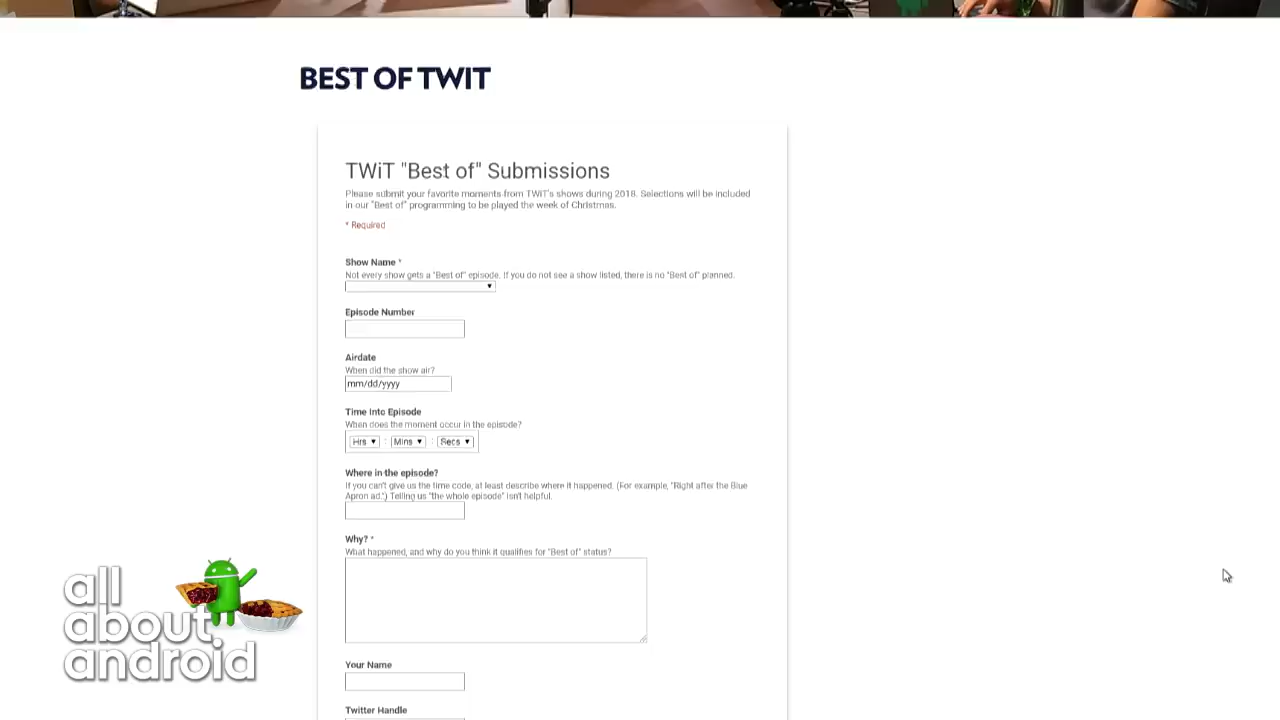 BEST OF TWIT
TWiT "Best of" Submissions
Please submit your favorite moments from TWiT's shows during 2018. Selections will be included
in our "Best of" programming to be played the week of Christmas.
* Required
Show Name *
Not every show gets a "Best of" episode. If you do not see a show listed, there is no "Best of" planned.
Episode Number
Airdate
When did the show air?
mm/dd/yyyy
Time Into Episode
When does the moment occur in the episode?
Hrs : Mins : Secs
Where in the episode?
If you can't give us the time code, at least describe where it happened. (For example, "Right after the Blue
Apron ad.") Telling us "the whole episode" isn't helpful.
Why? *
What happened, and why do you think it qualifies for "Best of" status?
Your Name
Twitter Handle
all
about
android